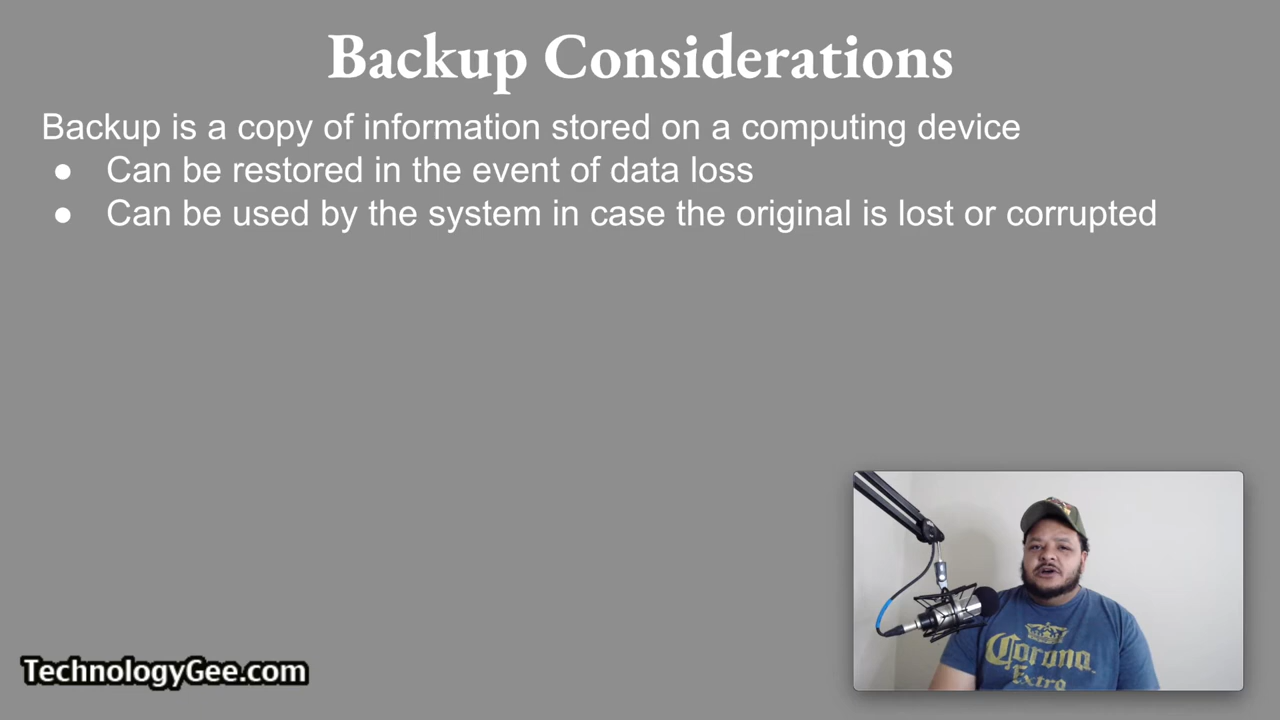 Backup Considerations
Backup is a copy of information stored on a computing device
● Can be restored in the event of data loss
● Can be used by the system in case the original is lost or corrupted
Corona
Extra
TechnologyGee.com